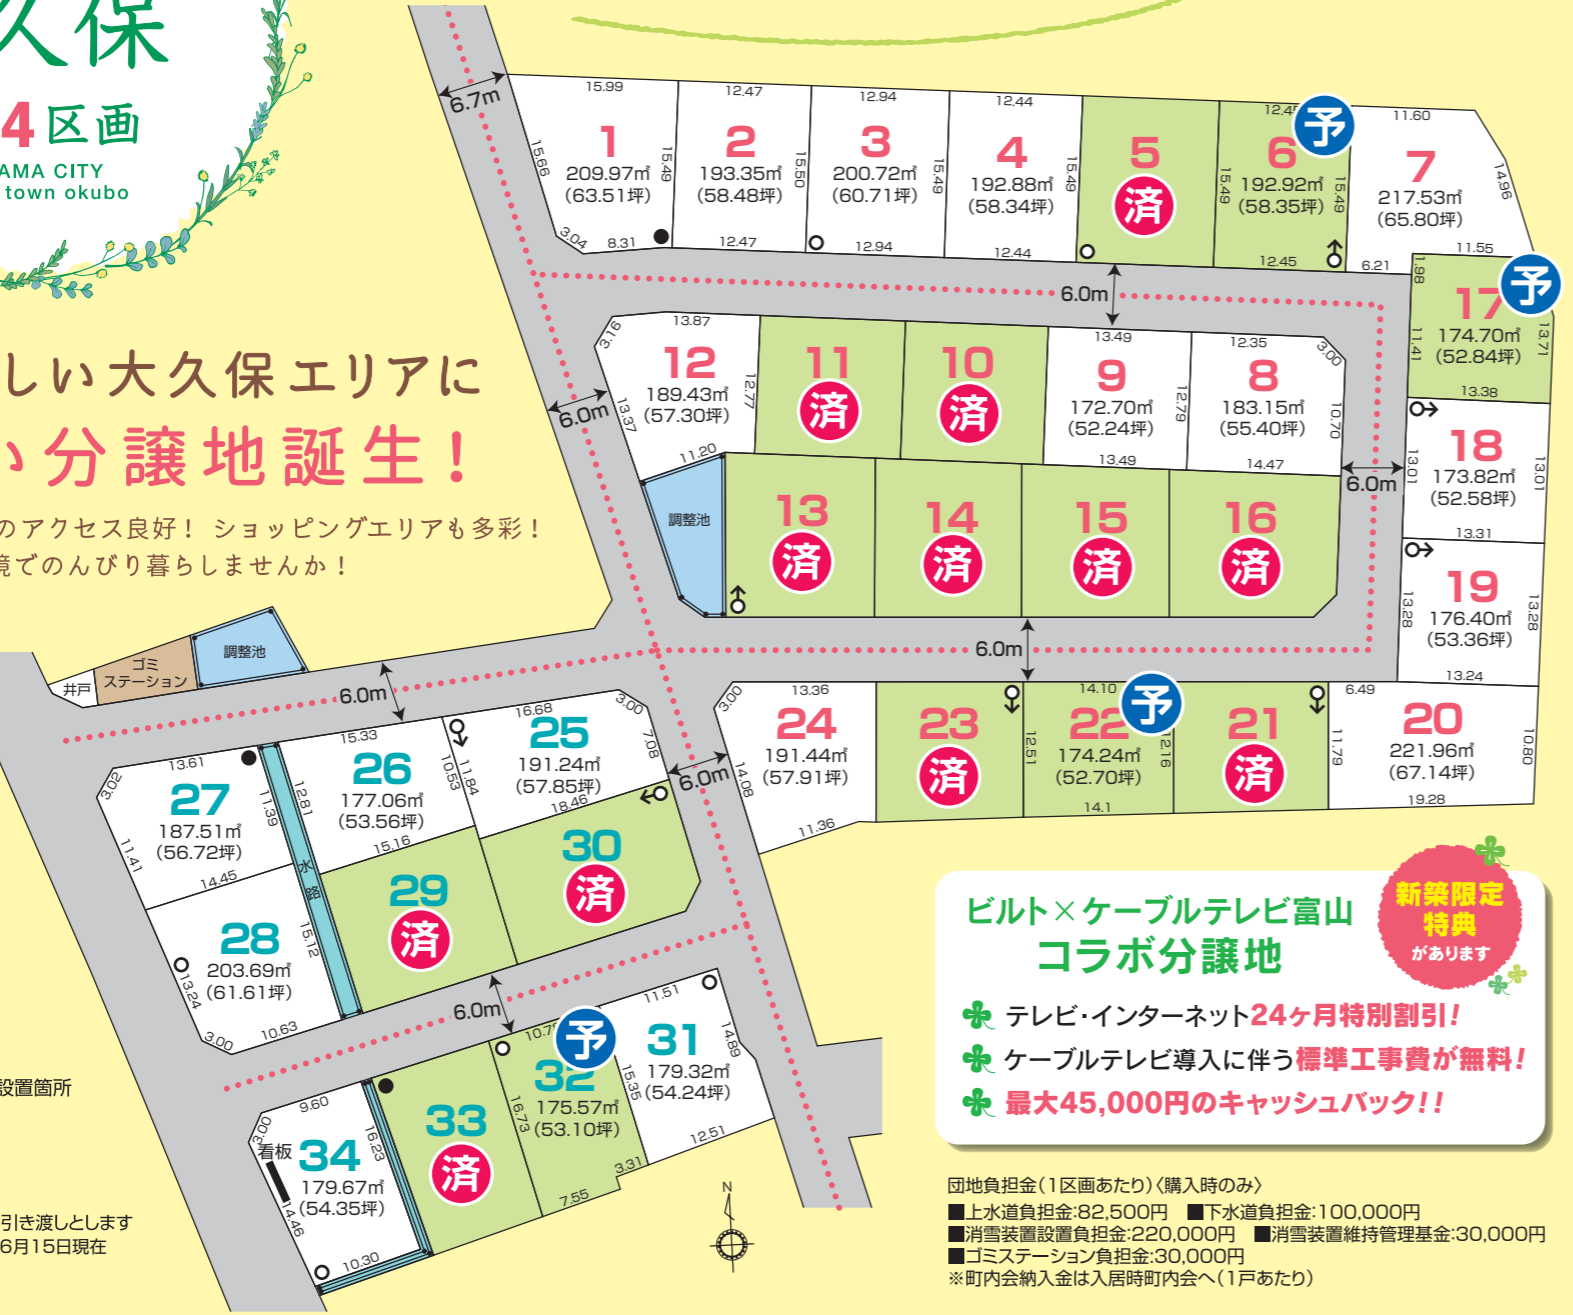 久保
4区画
AMA CITY
town okubo
しい大久保エリアに
い分譲地誕生!
のアクセス良好! ショッピングエリアも多彩!
境でのんびり暮らしませんか!
6.7m
15.99
12.47
12.94
12.44
12.45
11.60
予
15.66
1
209.97㎡
(63.51坪)
15.49
2
193.35㎡
(58.48坪)
15.50
3
200.72㎡
(60.71坪)
15.49
4
192.88㎡
(58.34坪)
15.49
5
済
15.49
6
192.92㎡
(58.35坪)
15.49
7
217.53㎡
(65.80坪)
14.96
3.04
8.31
12.47
12.94
12.44
12.45
6.21
11.55
6.0m
1.98
11.41
17
予
174.70㎡
(52.84坪)
13.71
13.38
3.16
13.87
12
189.43㎡
(57.30坪)
13.37
12.77
11.20
6.0m
11
済
10
済
13.49
9
172.70㎡
(52.24坪)
12.79
13.49
12.35
3.00
8
183.15㎡
(55.40坪)
10.70
14.47
6.0m
18
173.82㎡
(52.58坪)
13.01
13.01
13.31
調整池
13
済
14
済
15
済
16
済
19
176.40㎡
(53.36坪)
13.28
13.28
13.24
6.0m
井戸
ゴミ
ステーション
調整池
6.0m
3.00
13.36
24
191.44㎡
(57.91坪)
14.08
11.36
6.0m
23
済
12.51
14.10
22
予
174.24㎡
(52.70坪)
12.16
14.1
21
済
6.49
11.79
20
221.96㎡
(67.14坪)
10.80
19.28
16.68
3.00
25
191.24㎡
(57.85坪)
7.08
11.84
18.46
15.33
26
177.06㎡
(53.56坪)
10.53
12.81
15.16
13.61
3.02
27
187.51㎡
(56.72坪)
11.39
11.41
14.45
水路
28
203.69㎡
(61.61坪)
15.12
13.24
3.00
10.63
29
済
30
済
6.0m
11.51
31
179.32㎡
(54.24坪)
14.89
15.35
12.51
予
32
175.57㎡
(53.10坪)
16.73
3.31
7.55
33
済
9.60
3.00
看板
34
179.67㎡
(54.35坪)
16.23
14.46
10.30
N
設置箇所
引き渡しとします
6月15日現在
ビルト×ケーブルテレビ富山
コラボ分譲地
新築限定
特典
があります
テレビ・インターネット24ヶ月特別割引!
ケーブルテレビ導入に伴う標準工事費が無料!
最大45,000円のキャッシュバック!!
団地負担金(1区画あたり)〈購入時のみ〉
■上水道負担金:82,500円 ■下水道負担金:100,000円
■消雪装置設置負担金:220,000円 ■消雪装置維持管理基金:30,000円
■ゴミステーション負担金:30,000円
※町内会納入金は入居時町内会へ(1戸あたり)